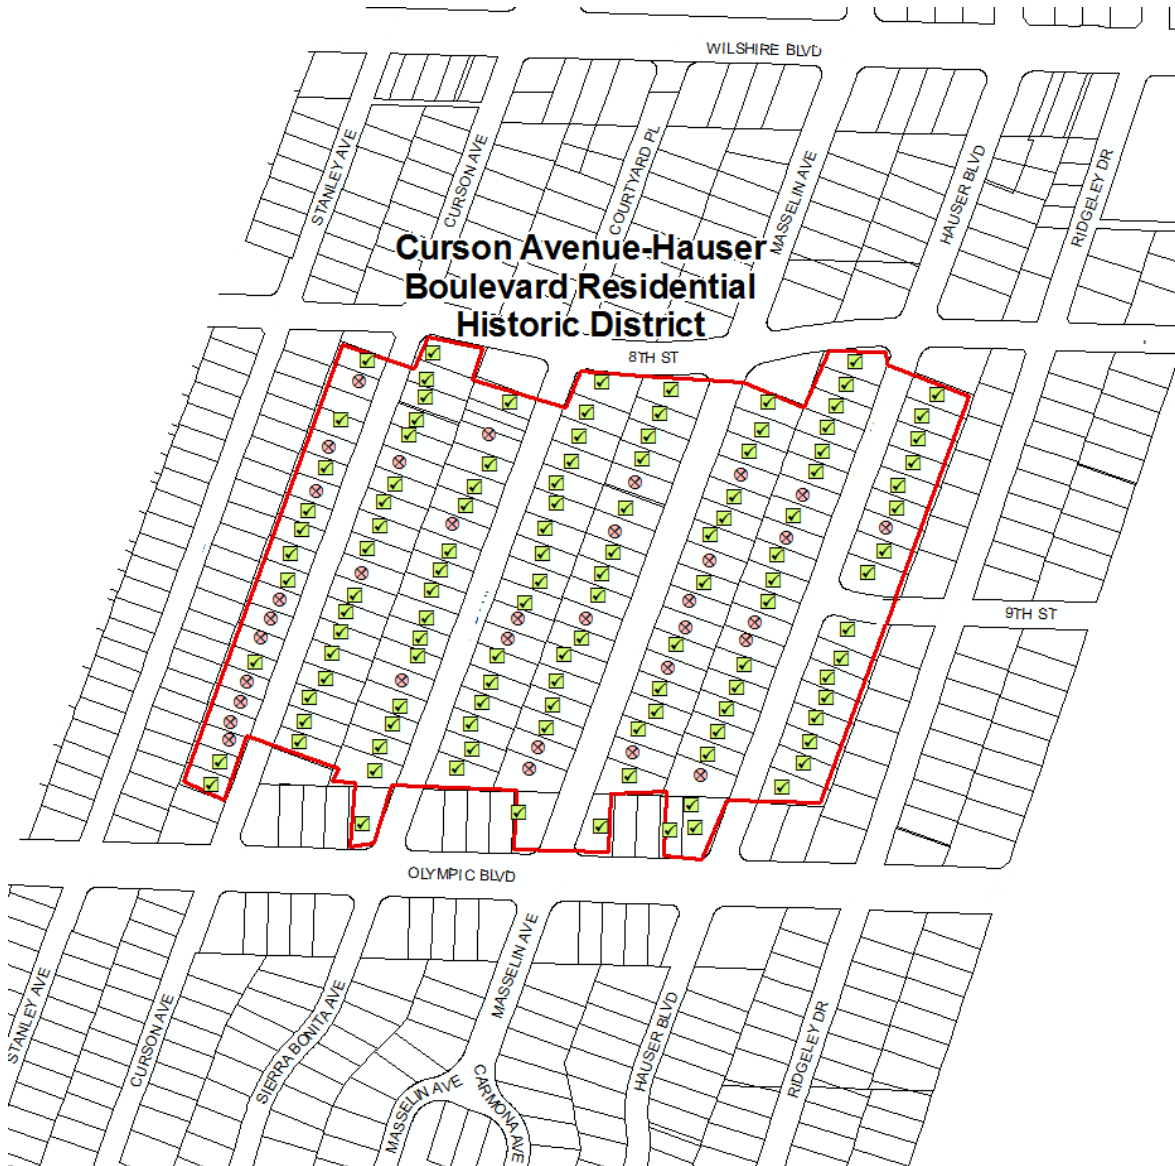 WILSHIRE BLVD
STANLEY AVE
CURSON AVE
COURTYARD PL
MASSELIN AVE
HAUSER BLVD
RIDGELEY DR
Curson Avenue-Hauser
Boulevard Residential
Historic District
8TH ST
9TH ST
OLYMPIC BLVD
STANLEY AVE
CURSON AVE
SIERRA BONITA AVE
MASSELIN AVE
MASSELIN AVE
CARMONA AVE
HAUSER BLVD
RIDGELEY DR